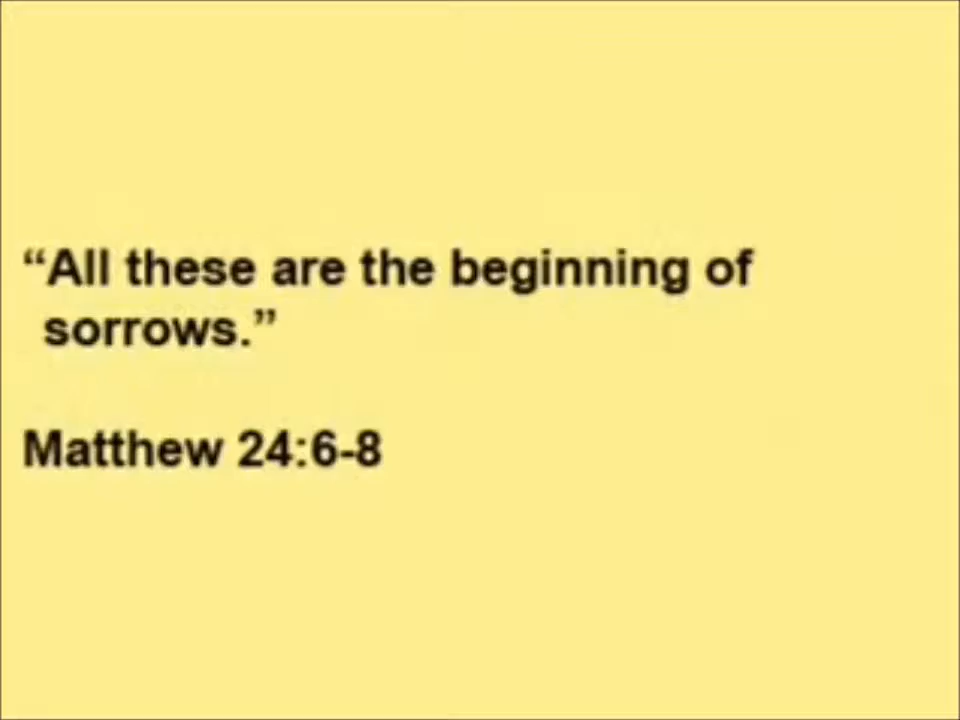 “All these are the beginning of
sorrows.”
Matthew 24:6-8